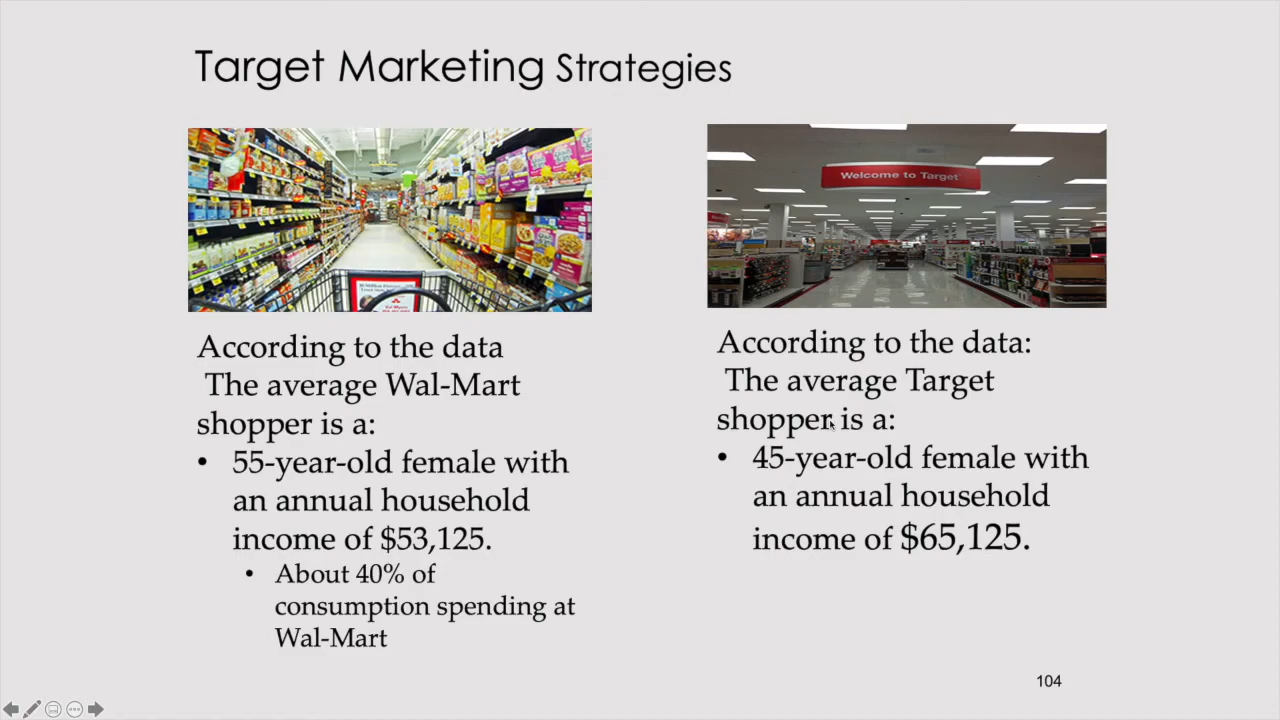 Target Marketing Strategies
Welcome to Target
According to the data
The average Wal-Mart
shopper is a:
• 55-year-old female with
an annual household
income of $53,125.
• About 40% of
consumption spending at
Wal-Mart
According to the data:
The average Target
shopper is a:
• 45-year-old female with
an annual household
income of $65,125.
104